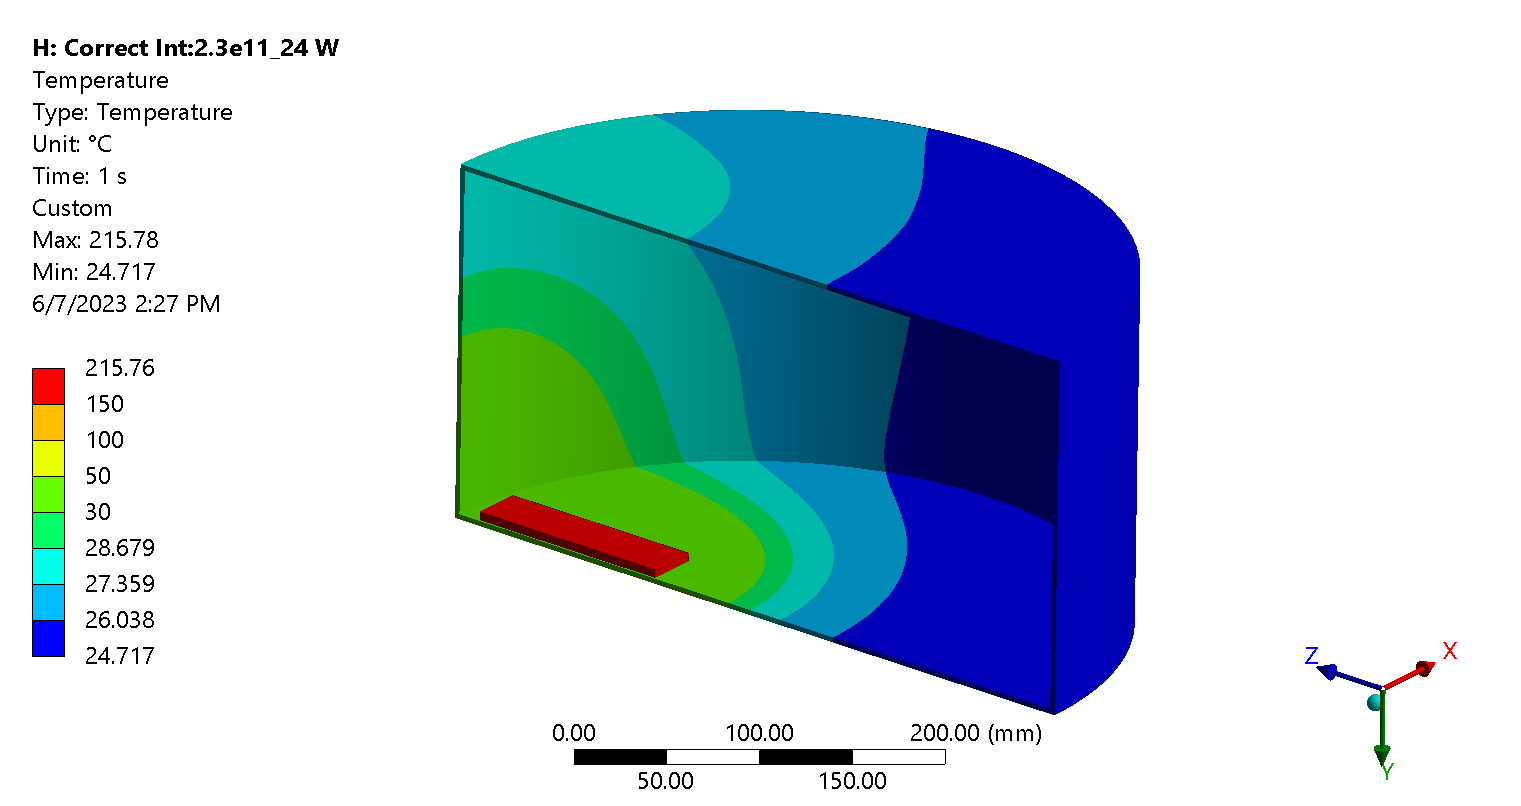 H: Correct Int:2.3e11_24 W
Temperature
Type: Temperature
Unit: °C
Time: 1 s
Custom
Max: 215.78
Min: 24.717
6/7/2023 2:27 PM
215.76
150
100
50
30
28.679
27.359
26.038
24.717
0.00 100.00 200.00 (mm)
50.00 150.00
Z X
Y